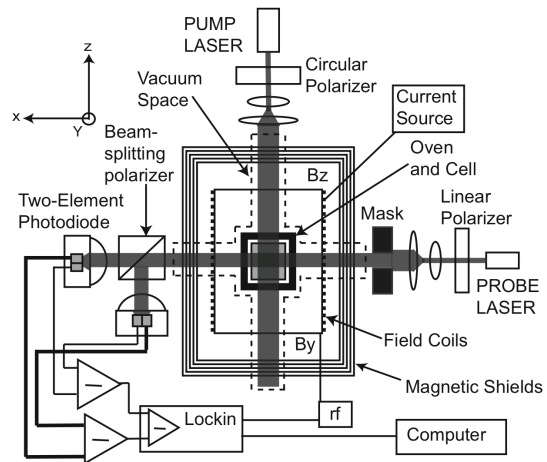 PUMP
LASER
Circular
Polarizer
z
x
Y
Vacuum
Space
Current
Source
Beam-
splitting
polarizer
Bz
Oven
and Cell
Two-Element
Photodiode
Mask
Linear
Polarizer
PROBE
LASER
By
Field Coils
Magnetic Shields
Lockin
rf
Computer